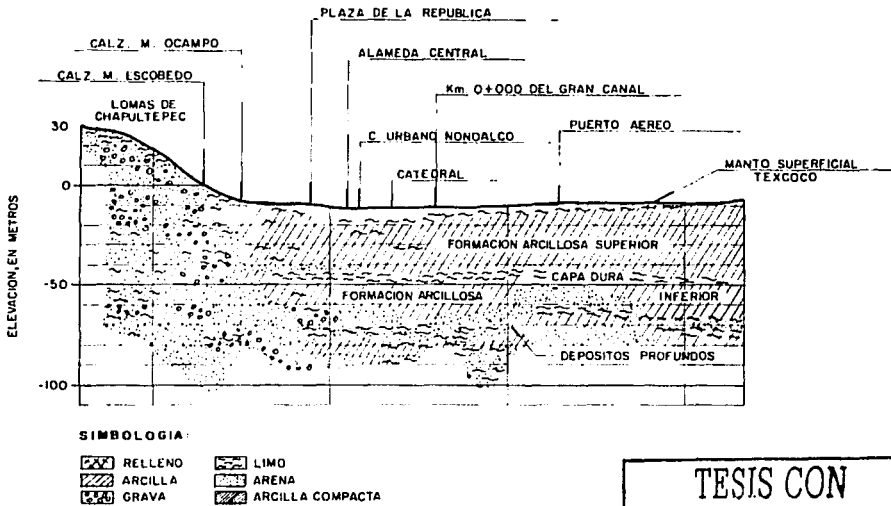 PLAZA DE LA REPUBLICA
CALZ. M. OCAMPO
ALAMEDA CENTRAL
CALZ. M. ESCOBEDO
Km. 0+000 DEL GRAN CANAL
LOMAS DE
CHAPULTEPEC
C. URBANO NONOALCO
PUERTO AEREO
CATEDRAL
MANTO SUPERFICIAL
TEXCOCO
30
0
-50
-100
ELEVACION, EN METROS
FORMACION ARCILLOSA SUPERIOR
CAPA DURA
FORMACION ARCILLOSA
INFERIOR
DEPOSITOS PROFUNDOS
SIMBOLOGIA:
RELLENO
LIMO
ARCILLA
ARENA
GRAVA
ARCILLA COMPACTA
TESIS CON